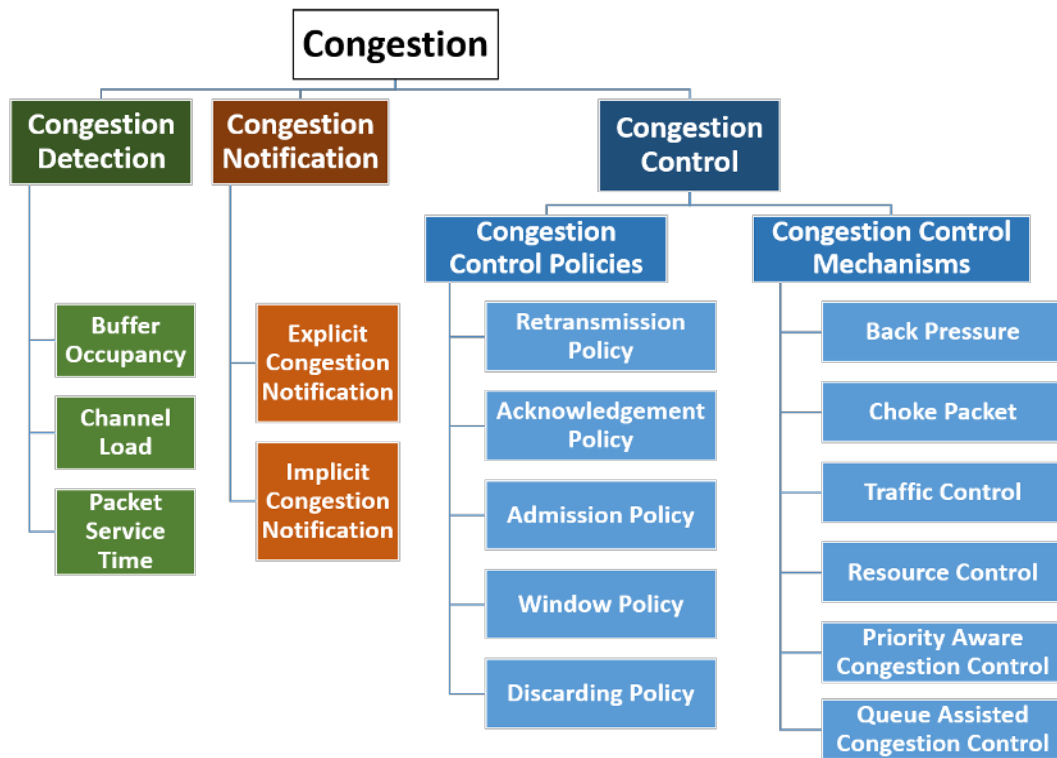 Congestion
Congestion
Detection
Congestion
Notification
Congestion
Control
Congestion
Control Policies
Congestion Control
Mechanisms
Buffer
Occupancy
Channel
Load
Packet
Service
Time
Explicit
Congestion
Notification
Implicit
Congestion
Notification
Retransmission
Policy
Acknowledgement
Policy
Admission Policy
Window Policy
Discarding Policy
Back Pressure
Choke Packet
Traffic Control
Resource Control
Priority Aware
Congestion Control
Queue Assisted
Congestion Control